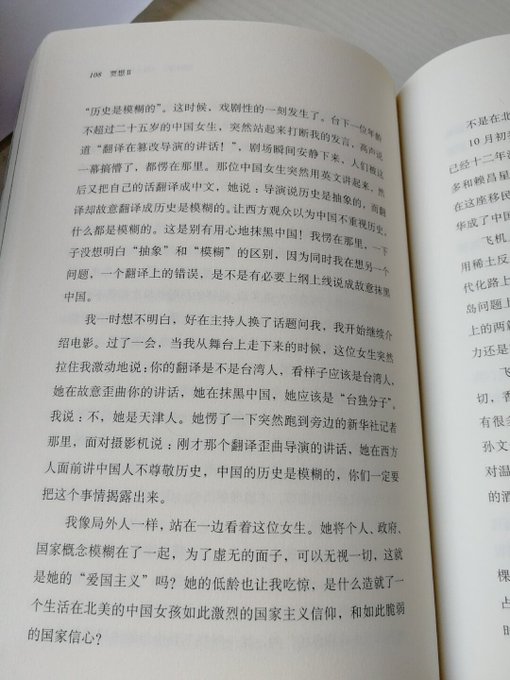 108 贾想Ⅱ
“历史是模糊的”。这时候，戏剧性的一刻发生了。台下一位年龄
不超过二十五岁的中国女生，突然站起来打断我的发言，高声说
道“翻译在篡改导演的讲话！”，剧场瞬间安静下来，人们被这
一幕搞懵了，都愣在那里。那位中国女生突然用英文讲起来，然
后又把自己的话翻译成中文，她说：导演说历史是抽象的，而翻
译却故意翻译成历史是模糊的。让西方观众以为中国不重视历史，
什么都是模糊的。这是别有用心地抹黑中国！我愣在那里，一下
子没想明白“抽象”和“模糊”的区别，因为同时我在想另一个
问题，一个翻译上的错误，是不是有必要上纲上线说成故意抹黑
中国。
我一时想不明白，好在主持人换了话题问我，我开始继续介
绍电影。过了一会，当我从舞台上走下来的时候，这位女生突然
拉住我激动地说：你的翻译是不是台湾人，看样子应该是台湾人，
她在故意歪曲你的讲话，她在抹黑中国，她应该是“台独分子”。
我说：不，她是天津人。她愣了一下突然跑到旁边的新华社记者
那里，面对摄影机说：刚才那个翻译歪曲导演的讲话，她在西方
人面前讲中国人不尊敬历史，中国的历史是模糊的，你们一定要
把这个事情揭露出来。
我像局外人一样，站在一边看着这位女生。她将个人、政府、
国家概念模糊在了一起，为了虚无的面子，可以无视一切，这就
是她的“爱国主义”吗？她的低龄也让我吃惊，是什么造就了一
个生活在北美的中国女孩如此激烈的国家主义信仰，和如此脆弱
的国家信心？
不是在北
10月初
已经十二年
多和赖昌星
在这座移民
华成了中国
飞机
用稀土反
代化路上
岛问题上
上的两
力还是
飞
切，香
有很多
孙文
对温
的酒
棵
占
时